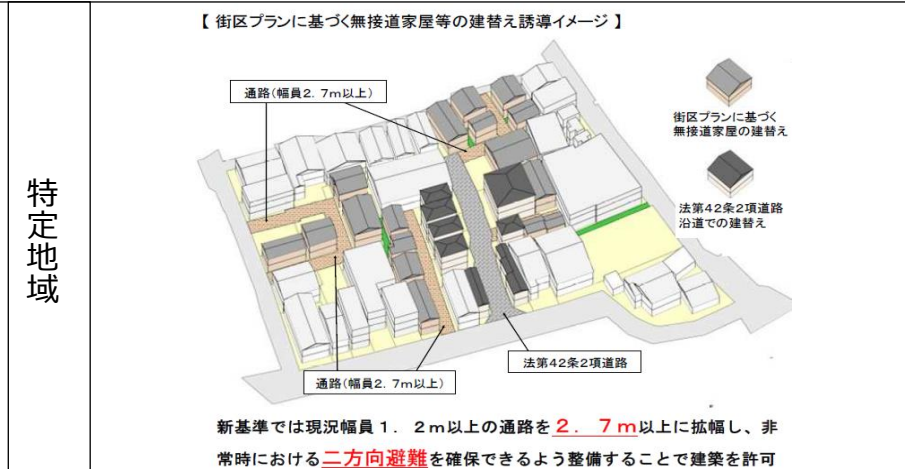 特定地域
【 街区プランに基づく無接道家屋等の建替え誘導イメージ 】
通路(幅員2．7m以上)
街区プランに基づく
無接道家屋の建替え
法第42条2項道路
沿道での建替え
法第42条2項道路
通路(幅員2．7m以上)
新基準では現況幅員１．２ｍ以上の通路を２．７ｍ以上に拡幅し、非
常時における二方向避難を確保できるよう整備することで建築を許可